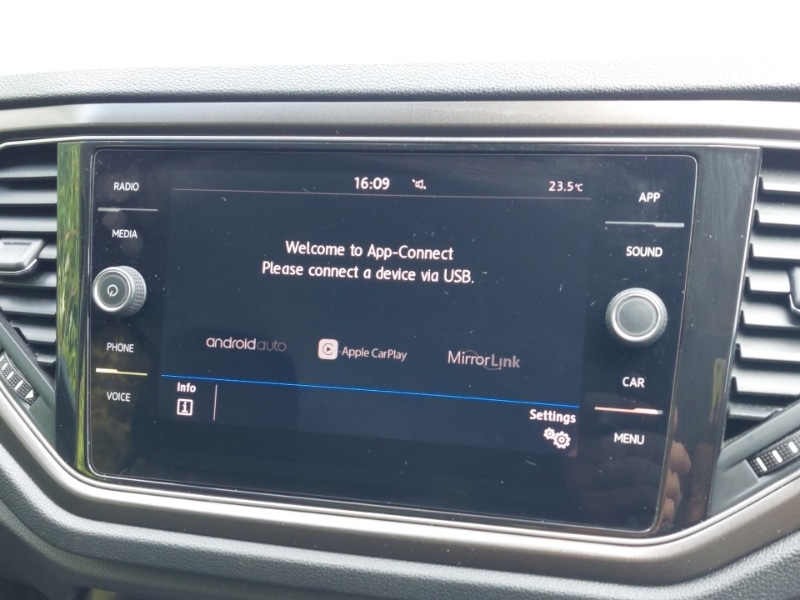 RADIO
MEDIA
PHONE
VOICE
16:09
23.5°C
Welcome to App-Connect
Please connect a device via USB.
androidauto
Apple CarPlay
MirrorLink
Info
Settings
APP
SOUND
CAR
MENU